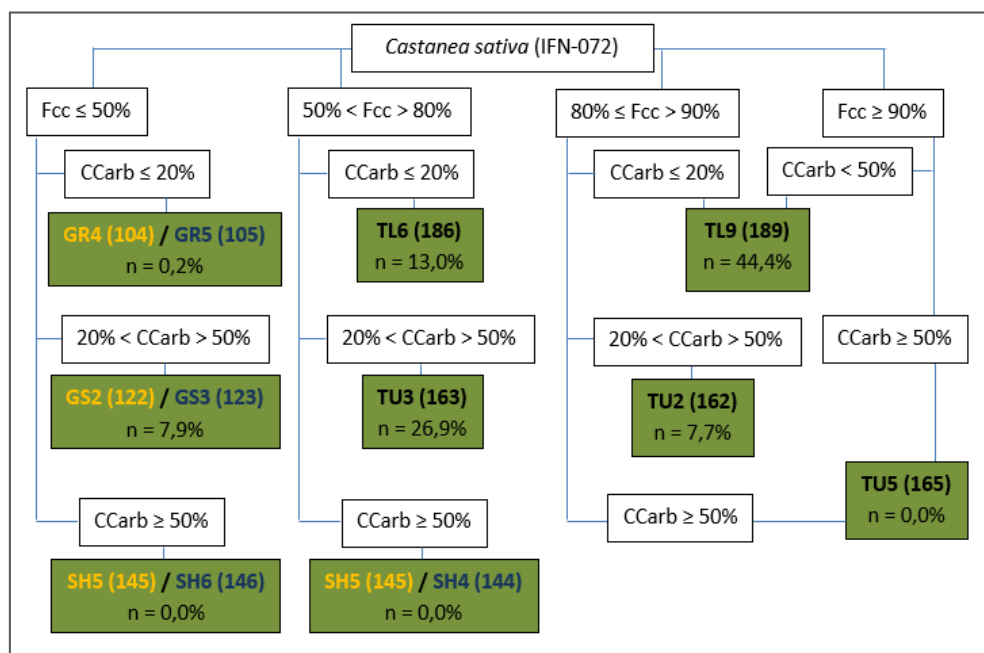 Castanea sativa (IFN-072)
Fcc ≤ 50%
50% < Fcc > 80%
80% ≤ Fcc > 90%
Fcc ≥ 90%
CCarb ≤ 20%
CCarb ≤ 20%
CCarb ≤ 20%
CCarb < 50%
GR4 (104) / GR5 (105)
n = 0,2%
TL6 (186)
n = 13,0%
TL9 (189)
n = 44,4%
20% < CCarb > 50%
20% < CCarb > 50%
20% < CCarb > 50%
CCarb ≥ 50%
GS2 (122) / GS3 (123)
n = 7,9%
TU3 (163)
n = 26,9%
TU2 (162)
n = 7,7%
TU5 (165)
n = 0,0%
CCarb ≥ 50%
CCarb ≥ 50%
CCarb ≥ 50%
SH5 (145) / SH6 (146)
n = 0,0%
SH5 (145) / SH4 (144)
n = 0,0%